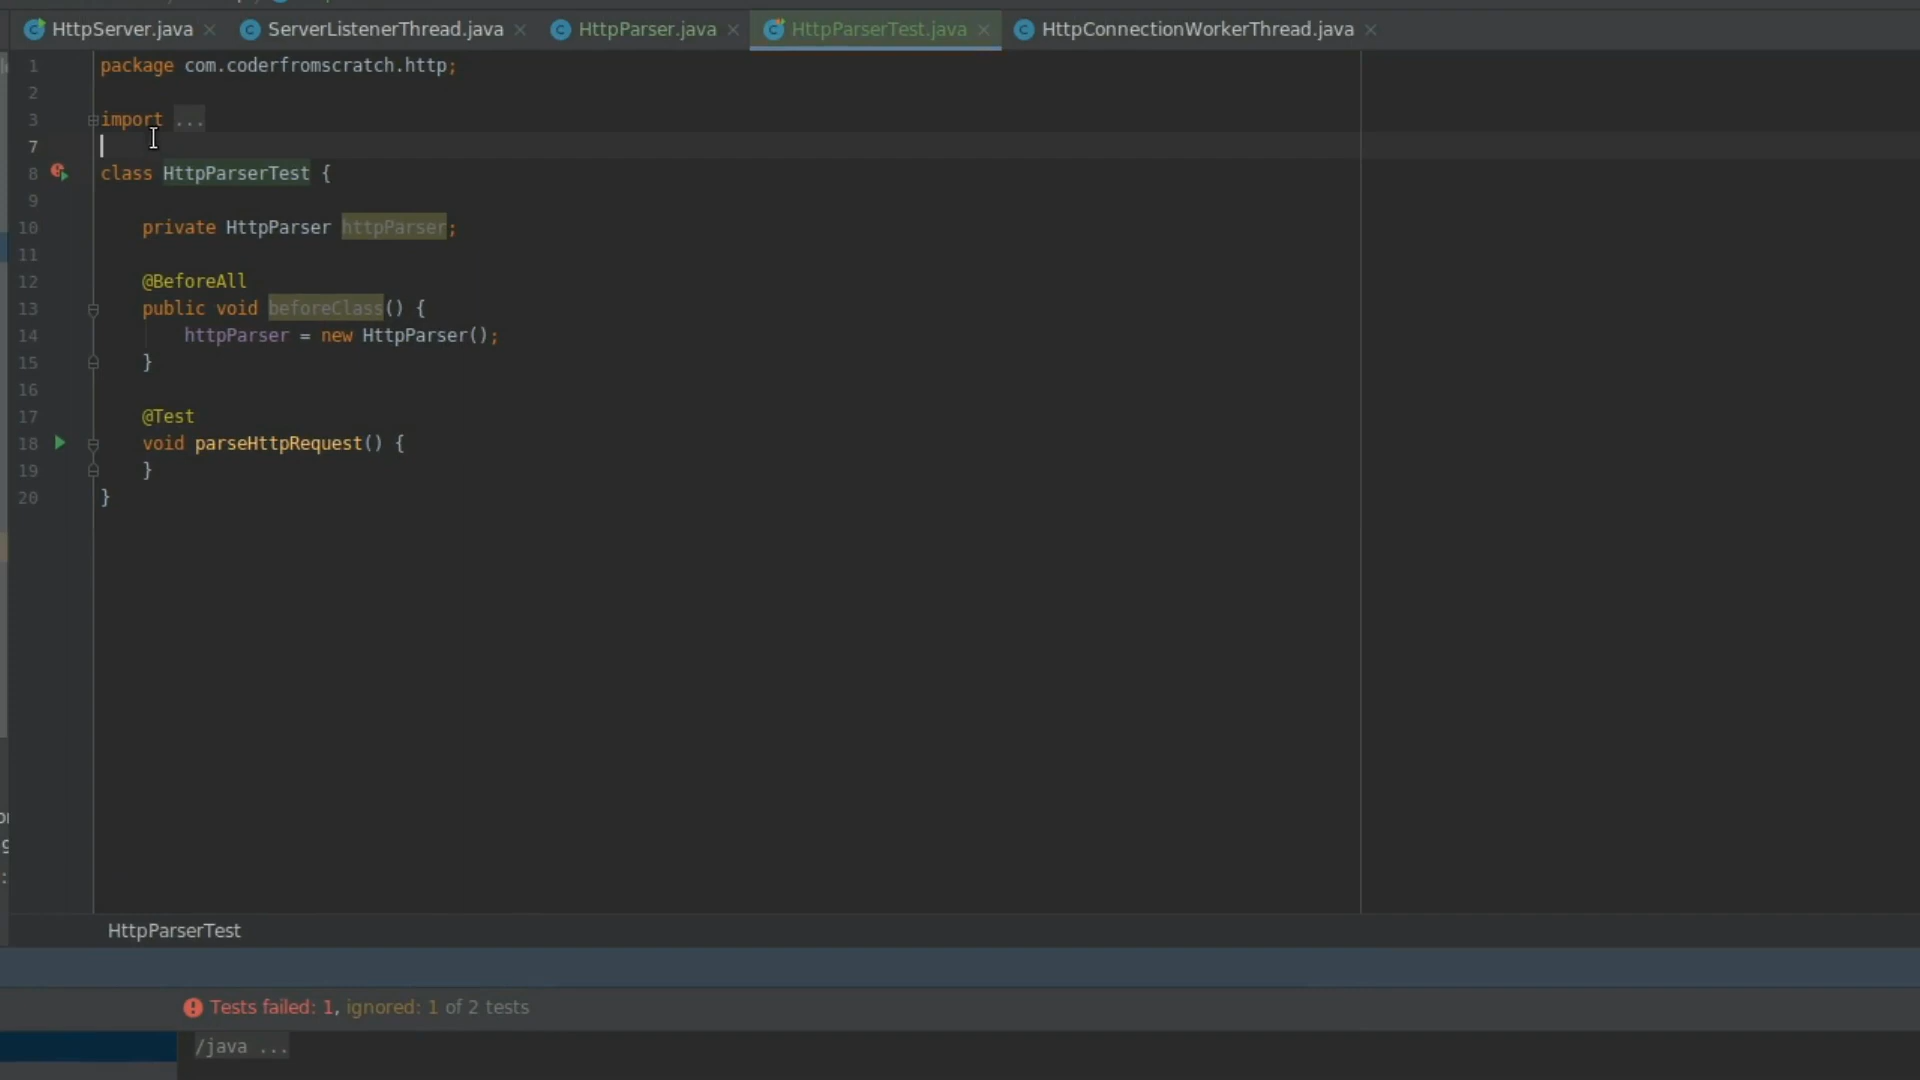 HttpServer.java ServerListenerThread.java HttpParser.java HttpParserTest.java HttpConnectionWorkerThread.java
1 package com.coderfromscratch.http;
2
3 import ...
7
8 class HttpParserTest {
9
10 private HttpParser httpParser;
11
12 @BeforeAll
13 public void beforeClass() {
14 httpParser = new HttpParser();
15 }
16
17 @Test
18 void parseHttpRequest() {
19 }
20 }
HttpParserTest
Tests failed: 1, ignored: 1 of 2 tests
/java ...